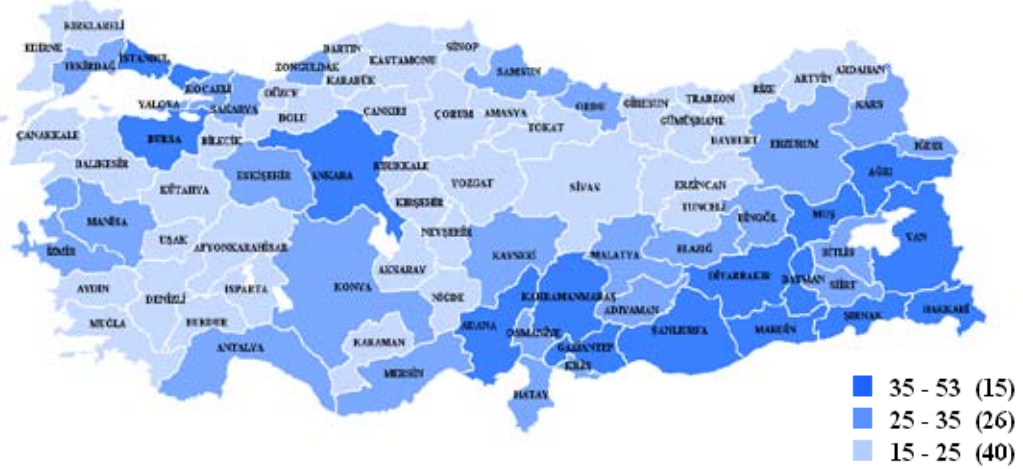 KIRKLARELİ
EDİRNE
TEKİRDAĞ
İSTANBUL
KOCAELİ
YALOVA
SAKARYA
DÜZCE
ZONGULDAK
BARTIN
KARABÜK
KASTAMONU
SİNOP
SAMSUN
ORDU
GİRESUN
TRABZON
RİZE
ARTVİN
ARDAHAN
KARS
ÇANAKKALE
BURSA
BİLECİK
BOLU
ÇANKIRI
ÇORUM
AMASYA
TOKAT
GÜMÜŞHANE
BAYBURT
ERZURUM
IĞDIR
AĞRI
BALIKESİR
KÜTAHYA
ESKİŞEHİR
ANKARA
KIRIKKALE
YOZGAT
SİVAS
ERZİNCAN
TUNCELİ
BİNGÖL
MUŞ
VAN
KIRŞEHİR
NEVŞEHİR
MANİSA
İZMİR
UŞAK
AFYONKARAHİSAR
AKSARAY
KAYSERİ
MALATYA
ELAZIĞ
BİTLİS
DİYARBAKIR
BATMAN
SİİRT
AYDIN
DENİZLİ
ISPARTA
KONYA
NİĞDE
KAHRAMANMARAŞ
ADIYAMAN
ŞIRNAK
HAKKARİ
MUĞLA
BURDUR
ANTALYA
KARAMAN
MERSİN
ADANA
OSMANİYE
GAZİANTEP
KİLİS
ŞANLIURFA
MARDİN
HATAY
35 - 53 (15)
25 - 35 (26)
15 - 25 (40)